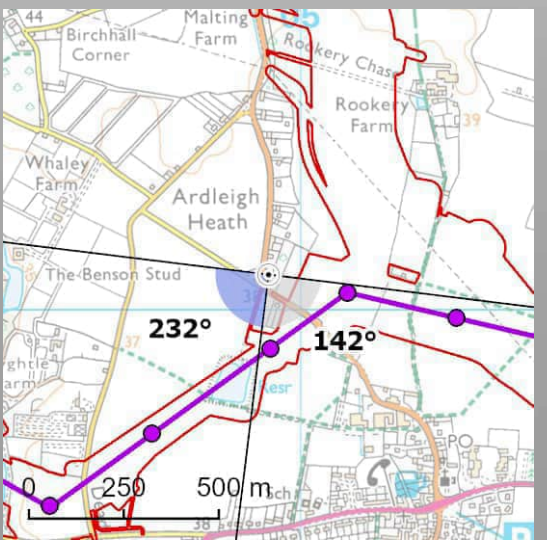 44
Malting
Farm
Birchhall
Corner
Rookery Chase
Rookery
Farm
39
Whaley
Farm
Ardleigh
Heath
The Benson Stud
232°
142°
37
Resr
PO
0 250 500 m
Sch
38